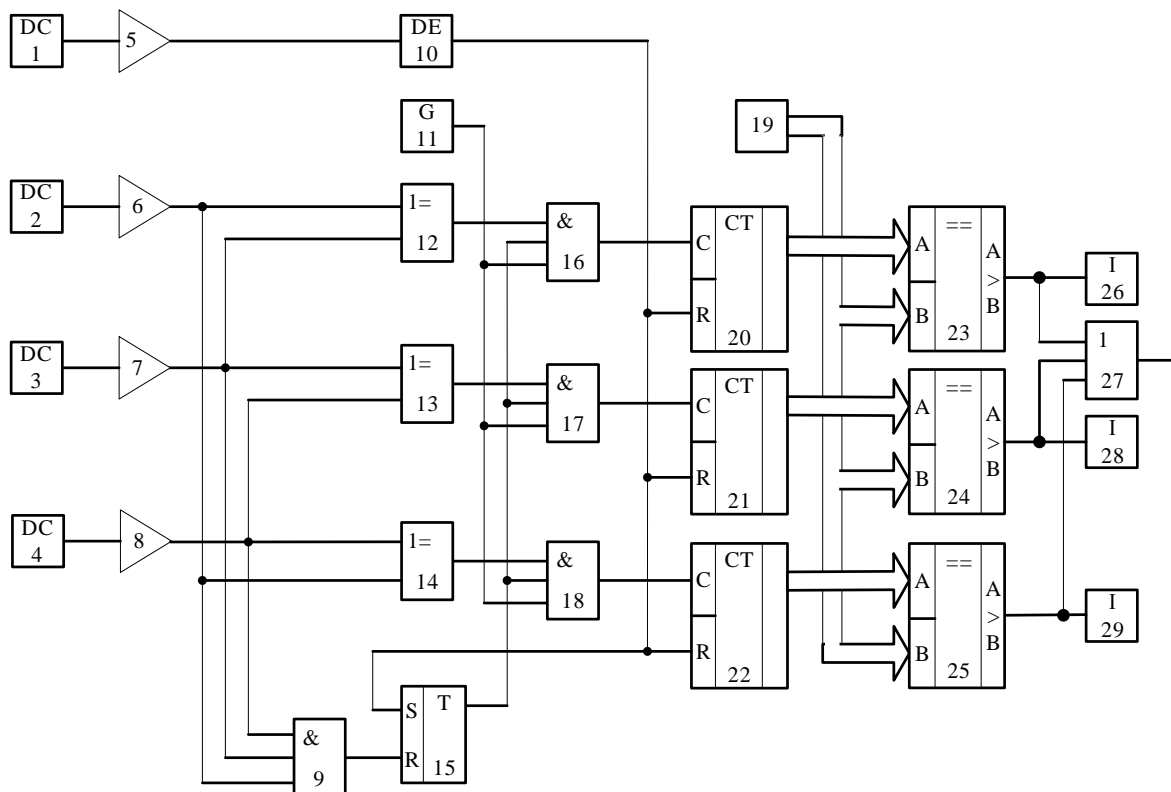 DC
1
5
DE
10
G
11
19
DC
2
6
1=
12
&
16
C
CT
R
20
A
==
A
>
B
B
23
I
26
1
27
DC
3
7
1=
13
&
17
C
CT
R
21
A
==
A
>
B
B
24
I
28
DC
4
8
1=
14
&
18
C
CT
R
22
A
==
A
>
B
B
25
I
29
S
T
R
15
&
9